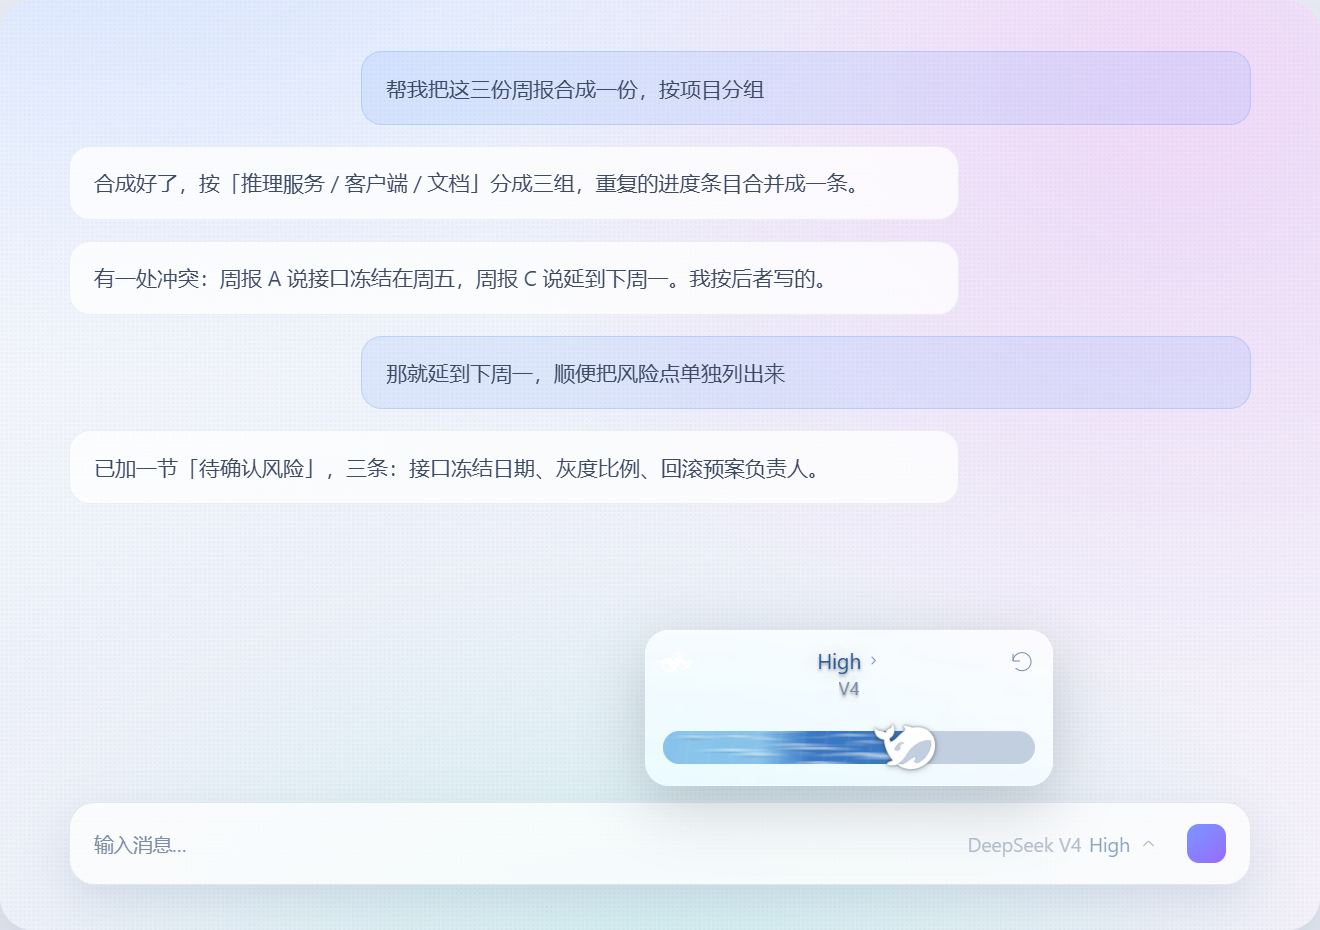 帮我把这三份周报合成一份，按项目分组
合成好了，按「推理服务 / 客户端 / 文档」分成三组，重复的进度条目合并成一条。
有一处冲突：周报 A 说接口冻结在周五，周报 C 说延到下周一。我按后者写的。
那就延到下周一，顺便把风险点单独列出来
已加一节「待确认风险」，三条：接口冻结日期、灰度比例、回滚预案负责人。
High
V4
输入消息...
DeepSeek V4 High